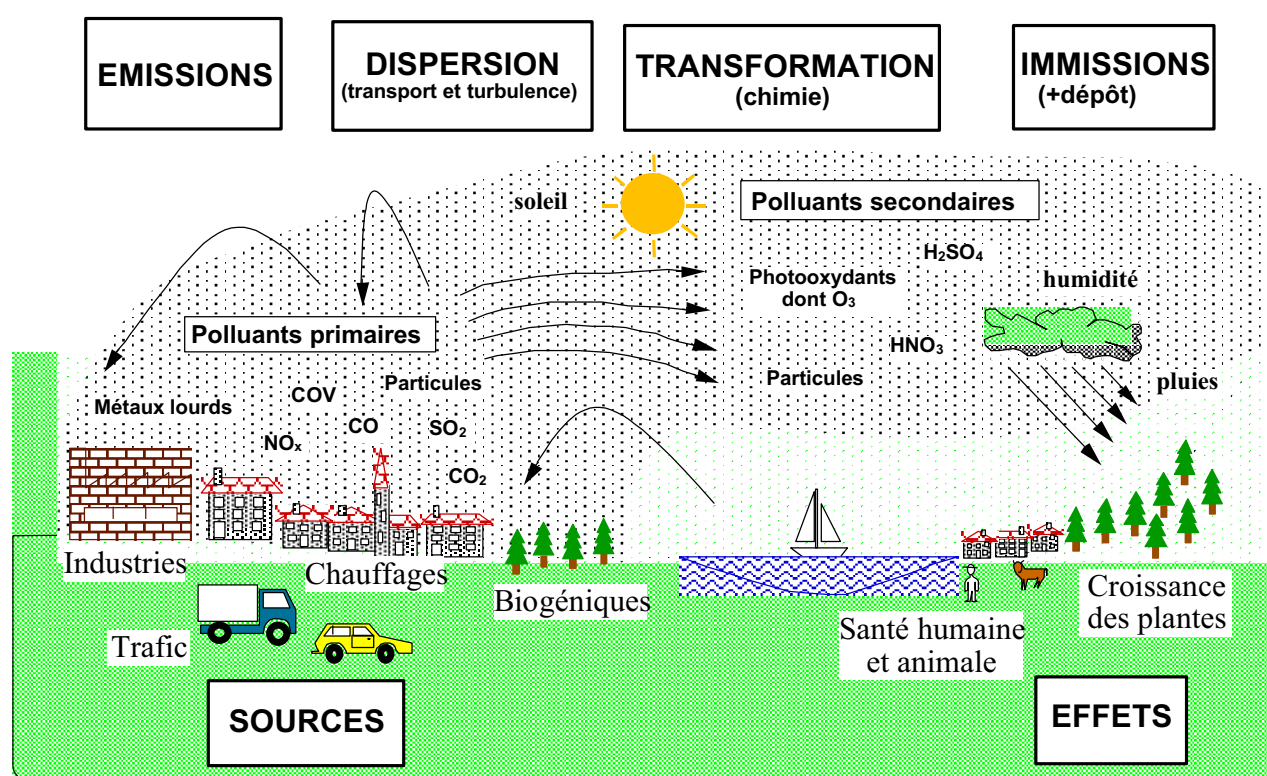 EMISSIONS
DISPERSION
(transport et turbulence)
TRANSFORMATION
(chimie)
IMMISSIONS
(+dépôt)
soleil
Polluants secondaires
H₂SO₄
Photooxydants
dont O₃
humidité
Polluants primaires
HNO₃
Particules
Particules
pluies
COV
Métaux lourds
CO
SO₂
NOₓ
CO₂
Industries
Chauffages
Biogéniques
Trafic
Santé humaine
et animale
Croissance
des plantes
SOURCES
EFFETS